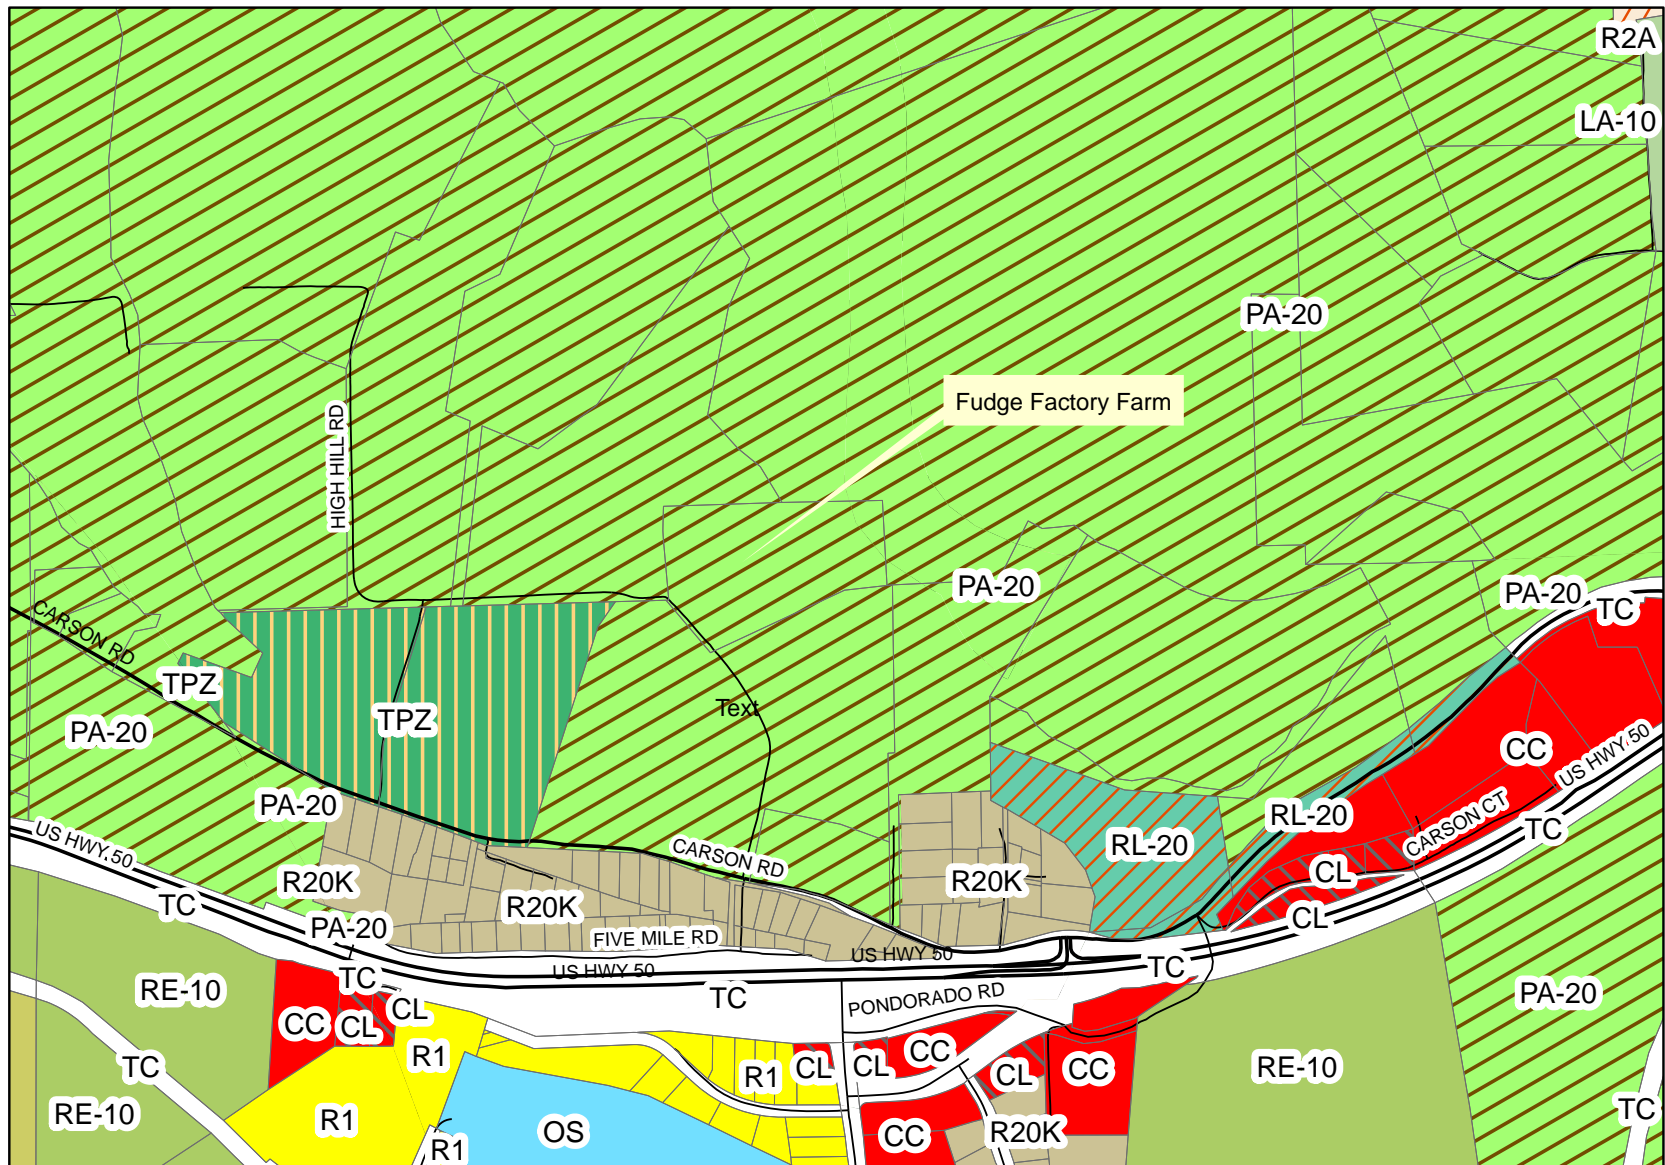 R2A
LA-10
PA-20
Fudge Factory Farm
HIGH HILL RD
PA-20
PA-20
TC
CARSON RD
TPZ
TPZ
Text
PA-20
CC
US HWY 50
PA-20
RL-20
CARSON CT
TC
US HWY 50
RL-20
CARSON RD
CL
R20K
R20K
R20K
TC
CL
PA-20
FIVE MILE RD
US HWY 50
US HWY 50
TC
TC
RE-10
TC
PONDORADO RD
PA-20
CC
CL
CL
R1
CC
TC
R1
CL
CL
CL
CC
RE-10
RE-10
R1
OS
CC
R20K
TC
R1